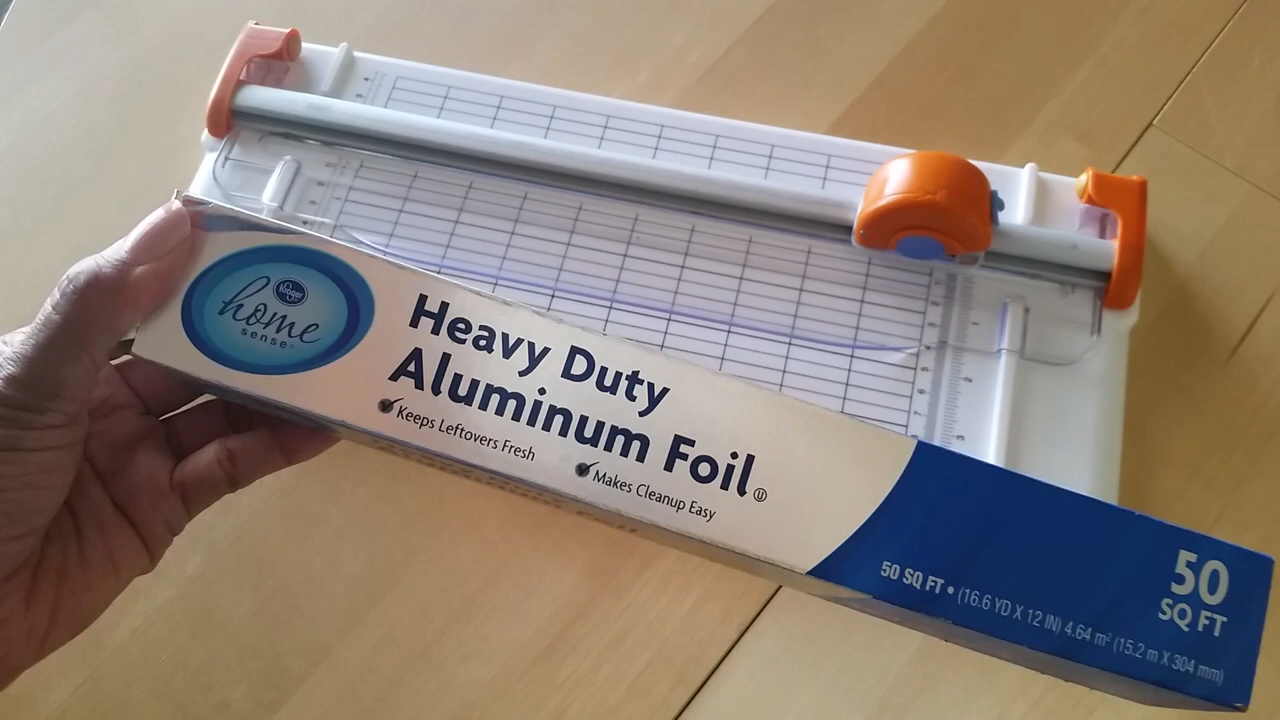 Kroger
home
sense®
Heavy Duty
Aluminum Foil Ⓤ
Keeps Leftovers Fresh
Makes Cleanup Easy
50
SQ FT
50 SQ FT • (16.6 YD X 12 IN) 4.64 m² (15.2 m X 304 mm)